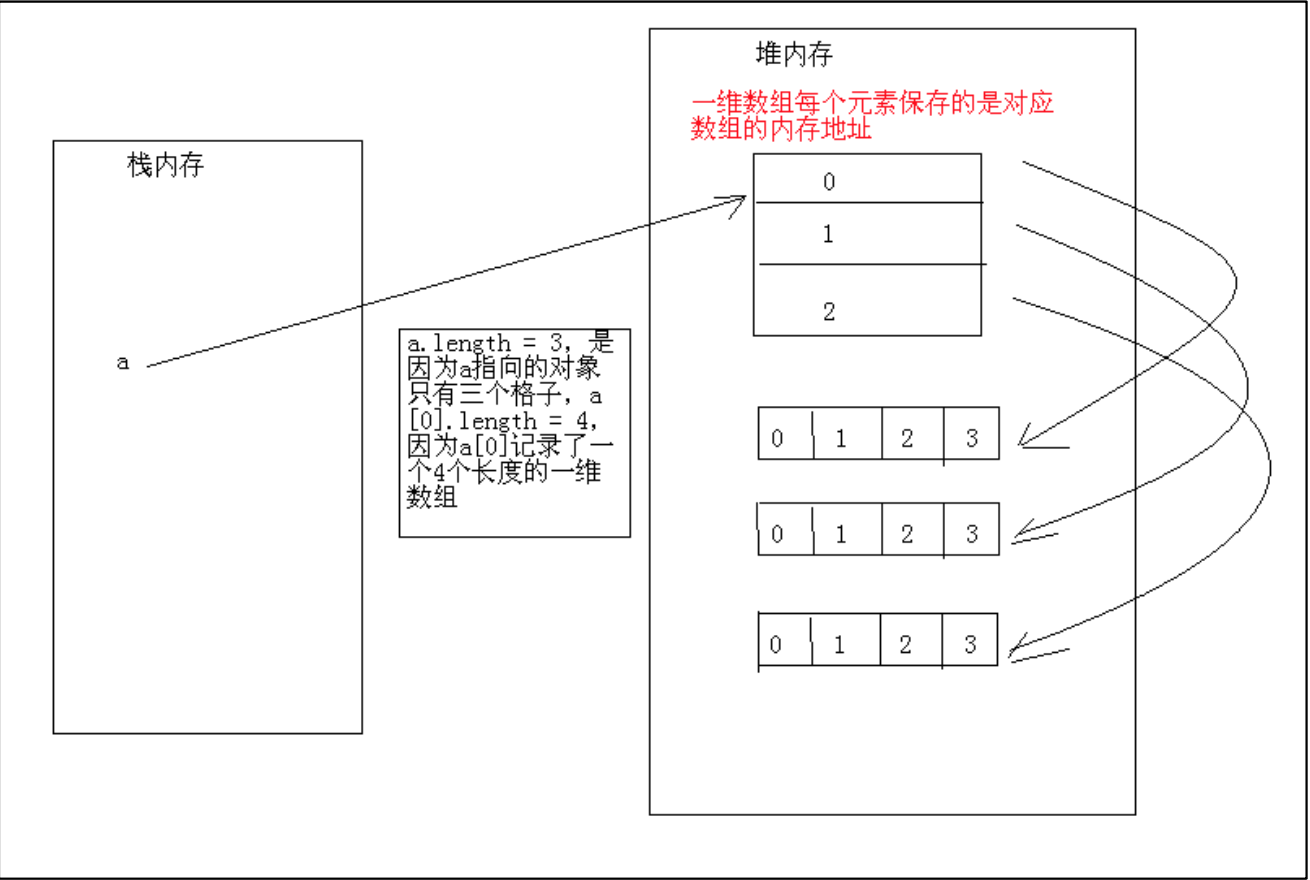 堆内存
一维数组每个元素保存的是对应
数组的内存地址
栈内存
0
1
2
a
a.length = 3, 是
因为a指向的对象
只有三个格子, a
[0].length = 4,
因为a[0]记录了一
个4个长度的一维
数组
0 1 2 3
0 1 2 3
0 1 2 3